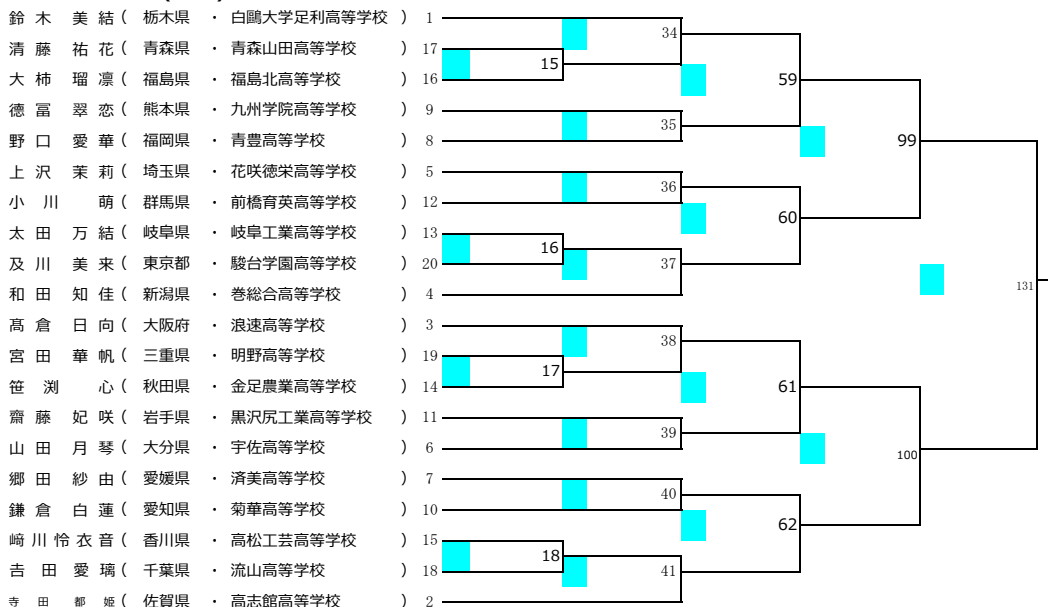 鈴木 美結 ( 栃木県 ・ 白鷗大学足利高等学校 ) 1
清藤 祐花 ( 青森県 ・ 青森山田高等学校 ) 17
大柿 瑠凛 ( 福島県 ・ 福島北高等学校 ) 16
德冨 翠恋 ( 熊本県 ・ 九州学院高等学校 ) 9
野口 愛華 ( 福岡県 ・ 青豊高等学校 ) 8
上沢 茉莉 ( 埼玉県 ・ 花咲徳栄高等学校 ) 5
小川 萌 ( 群馬県 ・ 前橋育英高等学校 ) 12
太田 万結 ( 岐阜県 ・ 岐阜工業高等学校 ) 13
及川 美来 ( 東京都 ・ 駿台学園高等学校 ) 20
和田 知佳 ( 新潟県 ・ 巻総合高等学校 ) 4
髙倉 日向 ( 大阪府 ・ 浪速高等学校 ) 3
宮田 華帆 ( 三重県 ・ 明野高等学校 ) 19
笹渕 心 ( 秋田県 ・ 金足農業高等学校 ) 14
齋藤 妃咲 ( 岩手県 ・ 黒沢尻工業高等学校 ) 11
山田 月琴 ( 大分県 ・ 宇佐高等学校 ) 6
郷田 紗由 ( 愛媛県 ・ 済美高等学校 ) 7
鎌倉 白蓮 ( 愛知県 ・ 菊華高等学校 ) 10
﨑川怜衣音 ( 香川県 ・ 高松工芸高等学校 ) 15
𠮷田 愛璃 ( 千葉県 ・ 流山高等学校 ) 18
寺田 都姫 ( 佐賀県 ・ 高志館高等学校 ) 2
15
16
17
18
34
35
36
37
38
39
40
41
59
60
61
62
99
100
131